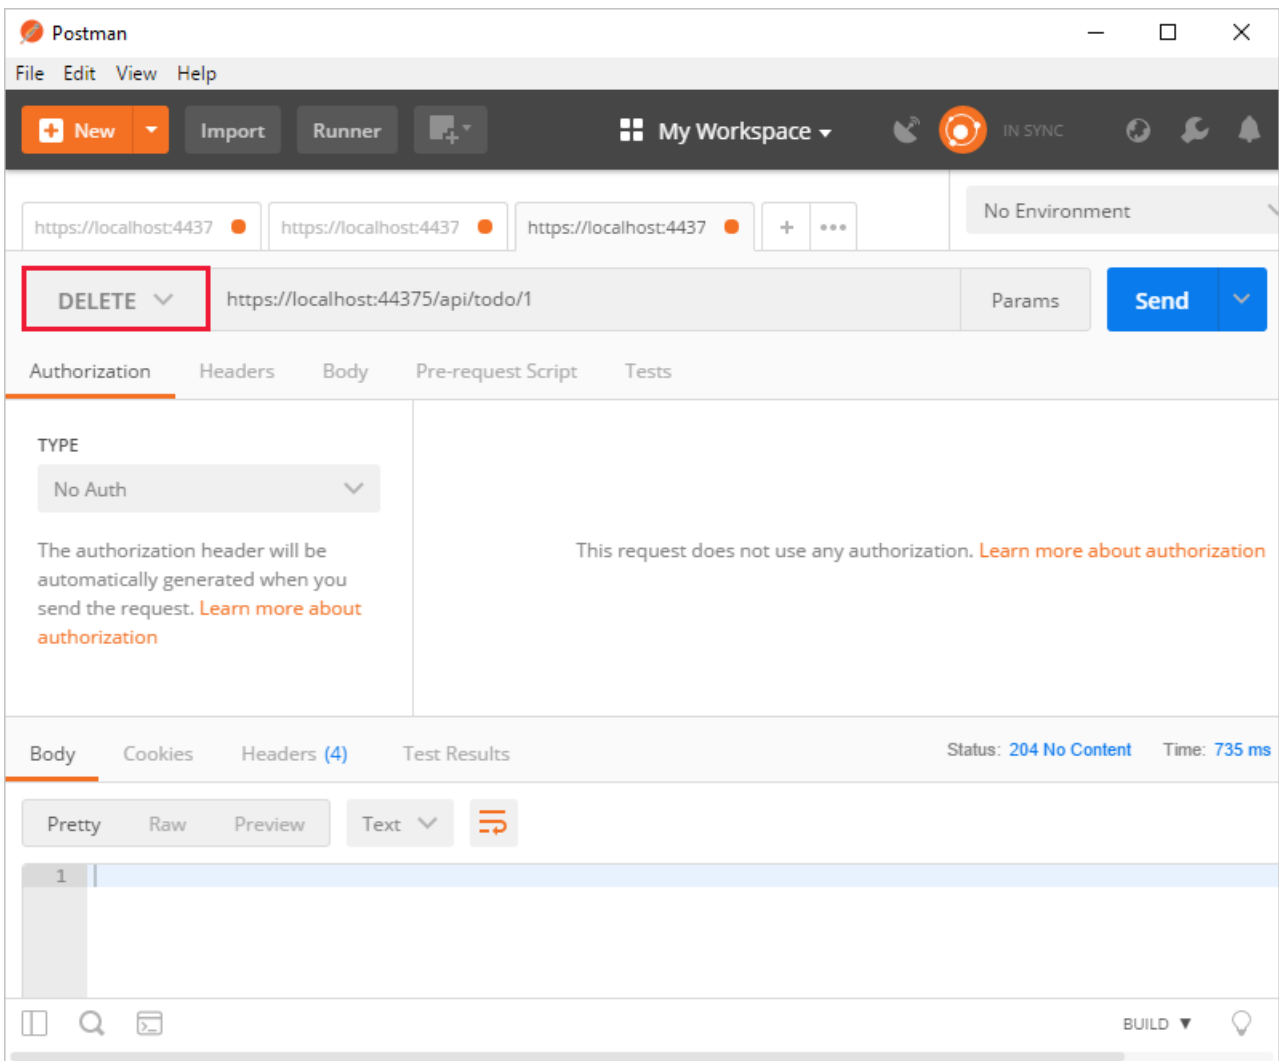 Postman
File Edit View Help
New Import Runner My Workspace IN SYNC
https://localhost:4437 https://localhost:4437 https://localhost:4437 + ••• No Environment
DELETE https://localhost:44375/api/todo/1 Params Send
Authorization Headers Body Pre-request Script Tests
TYPE
No Auth
The authorization header will be
automatically generated when you
send the request. Learn more about
authorization
This request does not use any authorization. Learn more about authorization
Body Cookies Headers (4) Test Results Status: 204 No Content Time: 735 ms
Pretty Raw Preview Text
1
BUILD